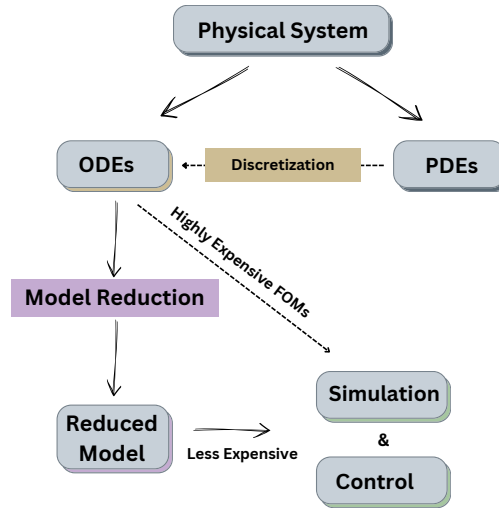 Physical System
ODEs
Discretization
PDEs
Highly Expensive FOMs
Model Reduction
Simulation
&
Control
Reduced
Model
Less Expensive